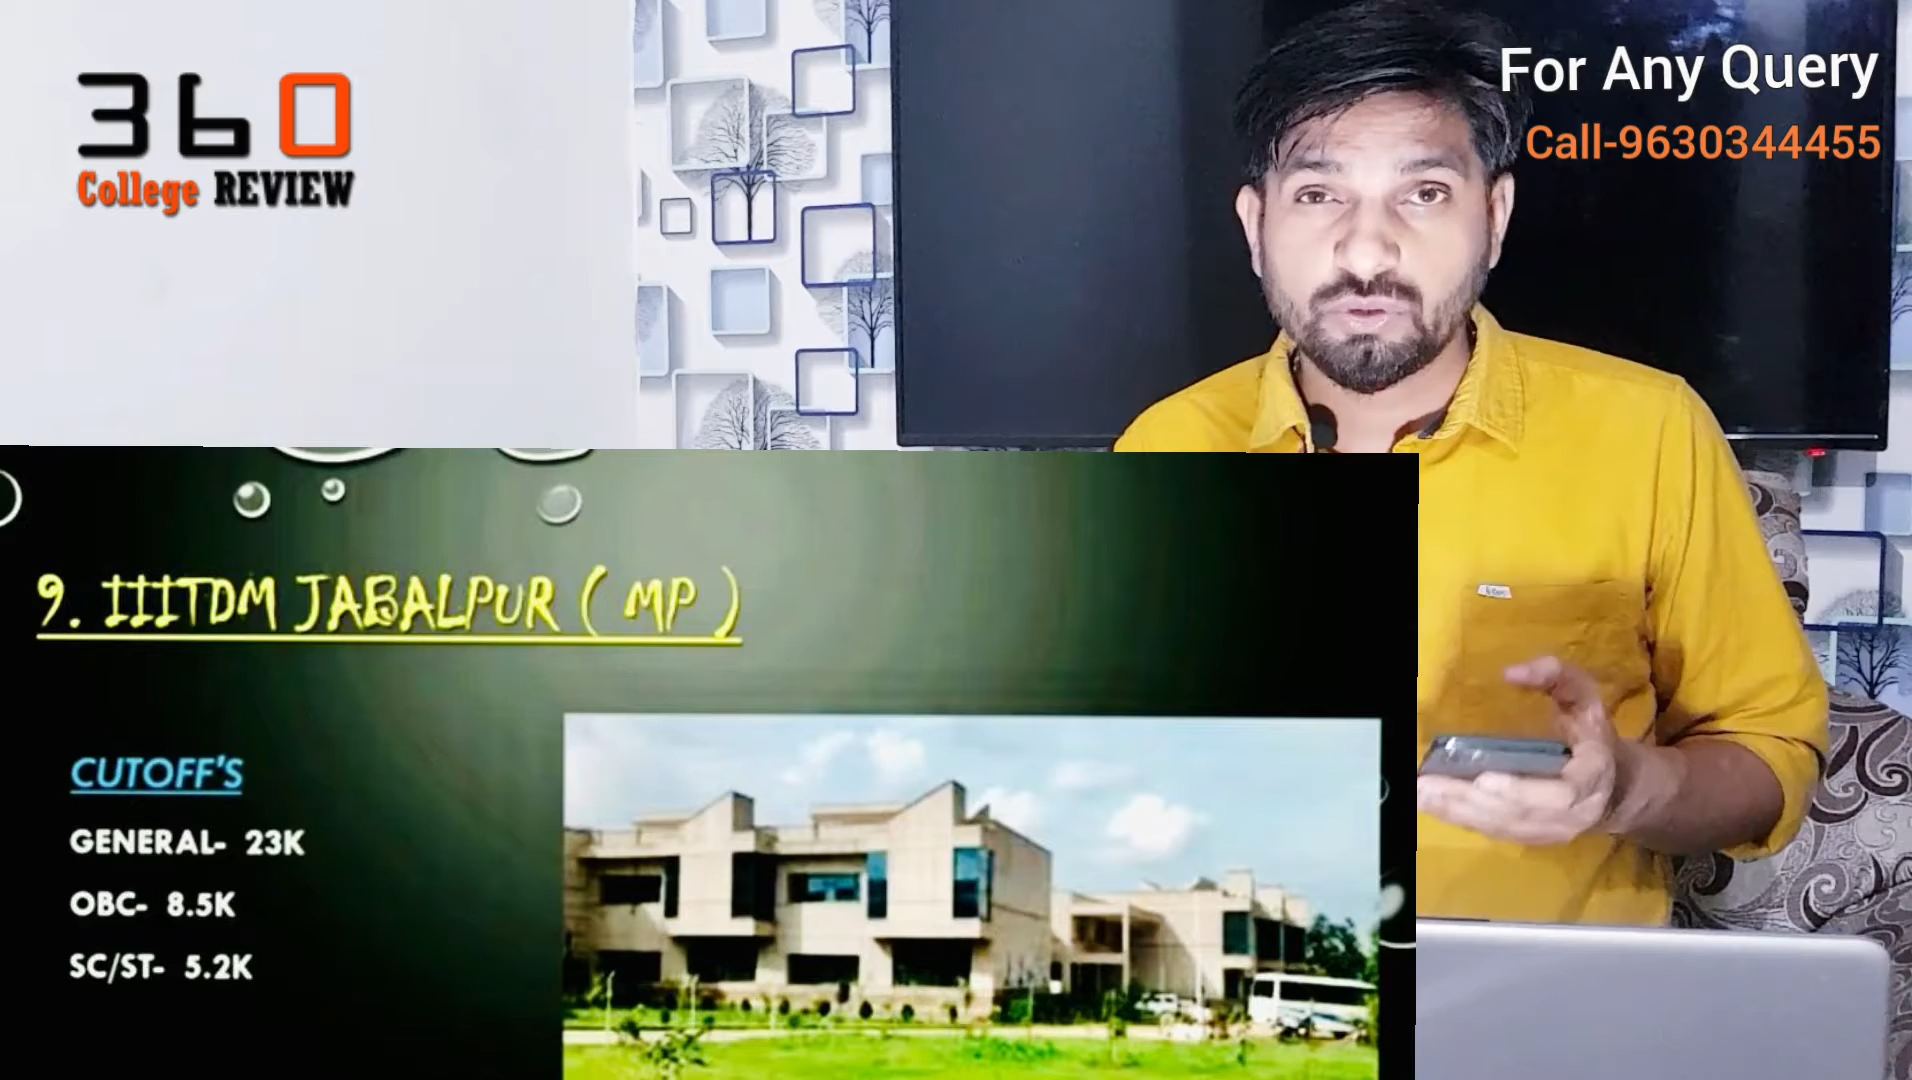 360
College REVIEW
For Any Query
Call-9630344455
9. IIITDM JABALPUR ( MP )
CUTOFF'S
GENERAL- 23K
OBC- 8.5K
SC/ST- 5.2K